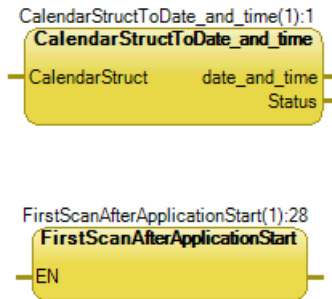 CalendarStructToDate_and_time(1):1
CalendarStructToDate_and_time
CalendarStruct date_and_time
Status
FirstScanAfterApplicationStart(1):28
FirstScanAfterApplicationStart
EN